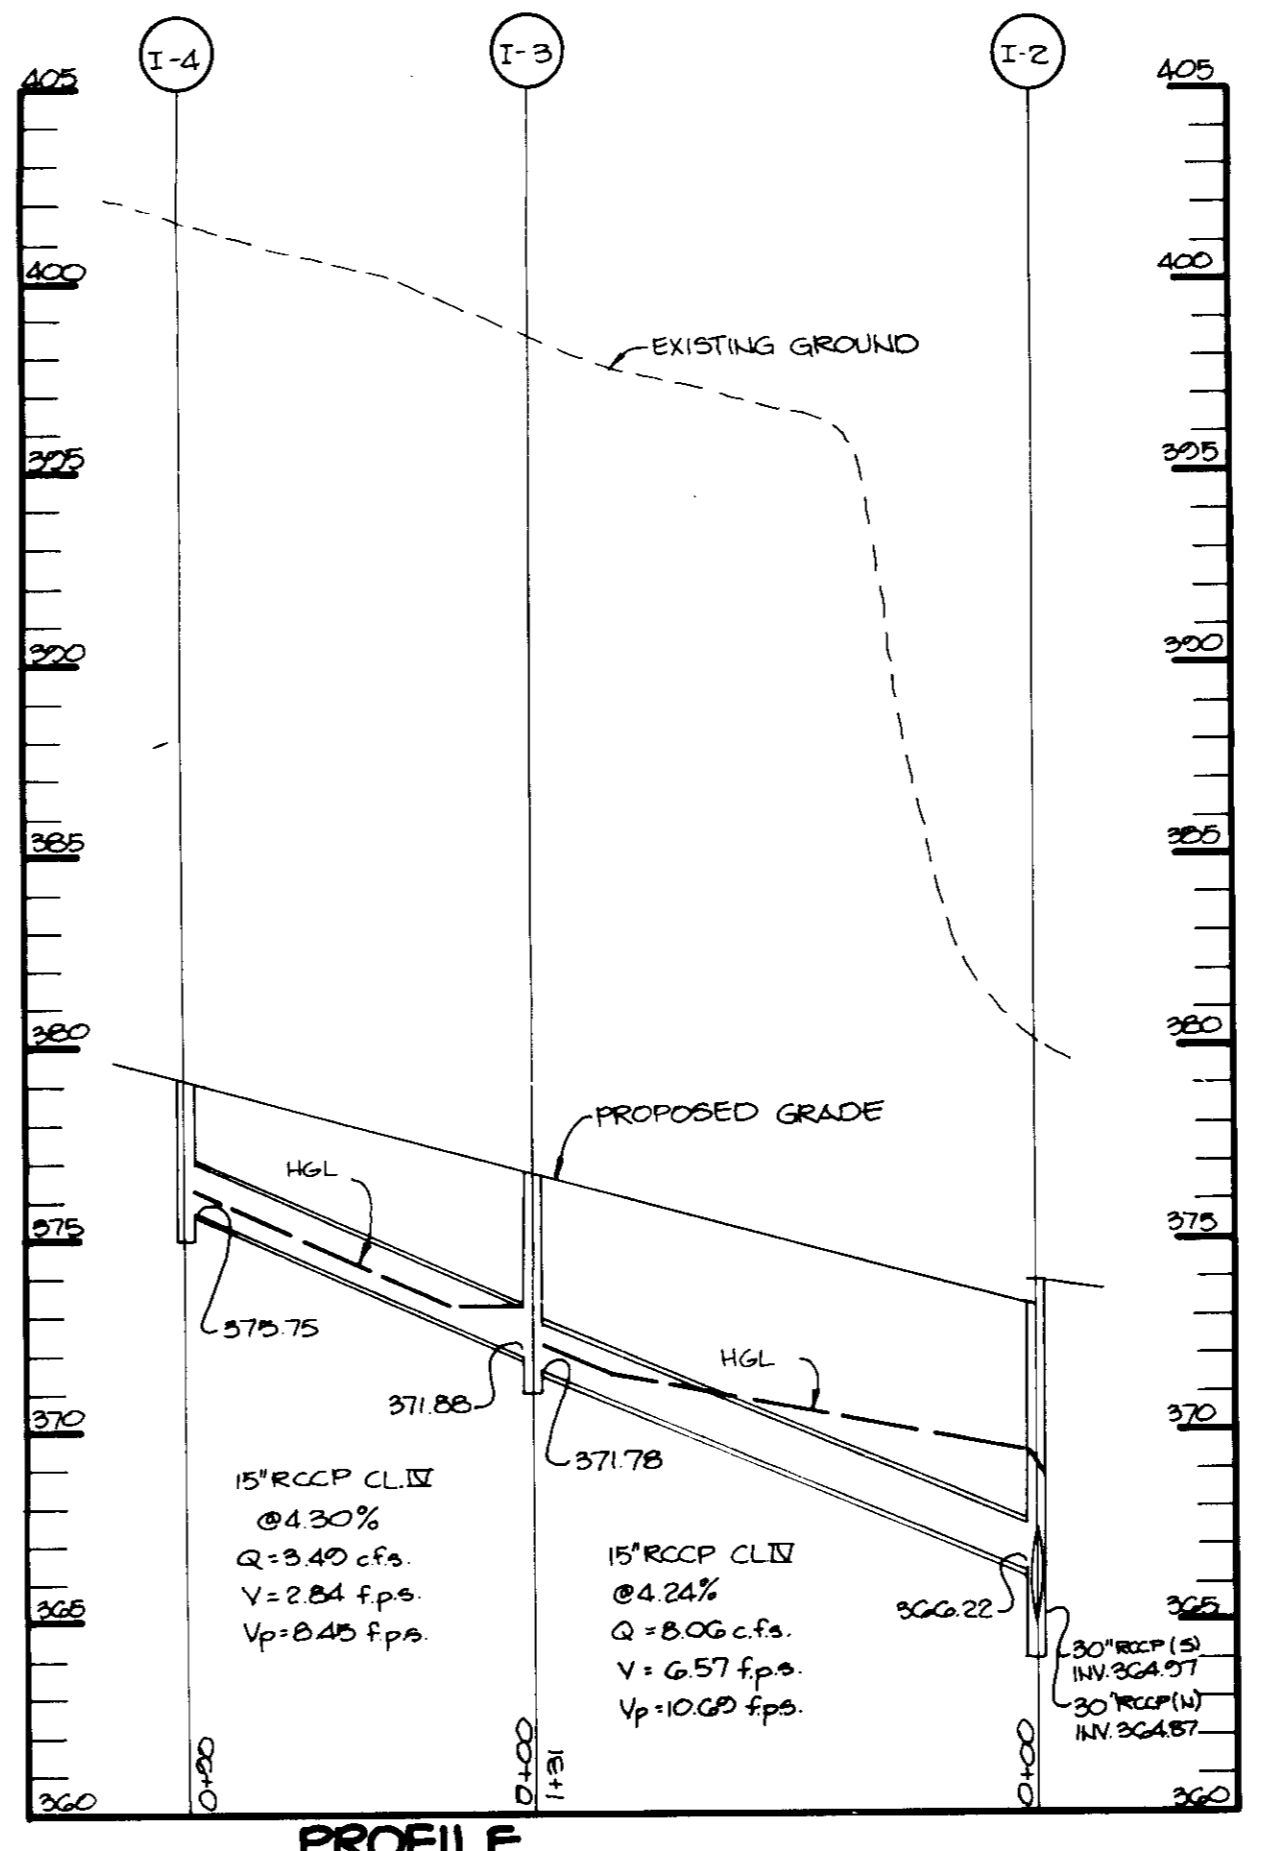 I-4
I-3
I-2
405
405
400
400
EXISTING GROUND
395
395
390
390
385
385
380
380
PROPOSED GRADE
HGL
375
375
373.75
HGL
371.88
370
370
371.78
15" RCCP CL.IV
@4.30%
Q=3.49 c.f.s.
V=2.84 f.p.s.
Vp=8.45 f.p.s.
15" RCCP CL IV
@4.24%
Q=8.06 c.f.s.
V=6.57 f.p.s.
Vp=10.69 f.p.s.
366.22
365
365
30" RCCP (S)
INV. 364.97
30" RCCP (N)
INV. 364.87
0+90
0+00
1+31
0+00
360
360
PROFILE